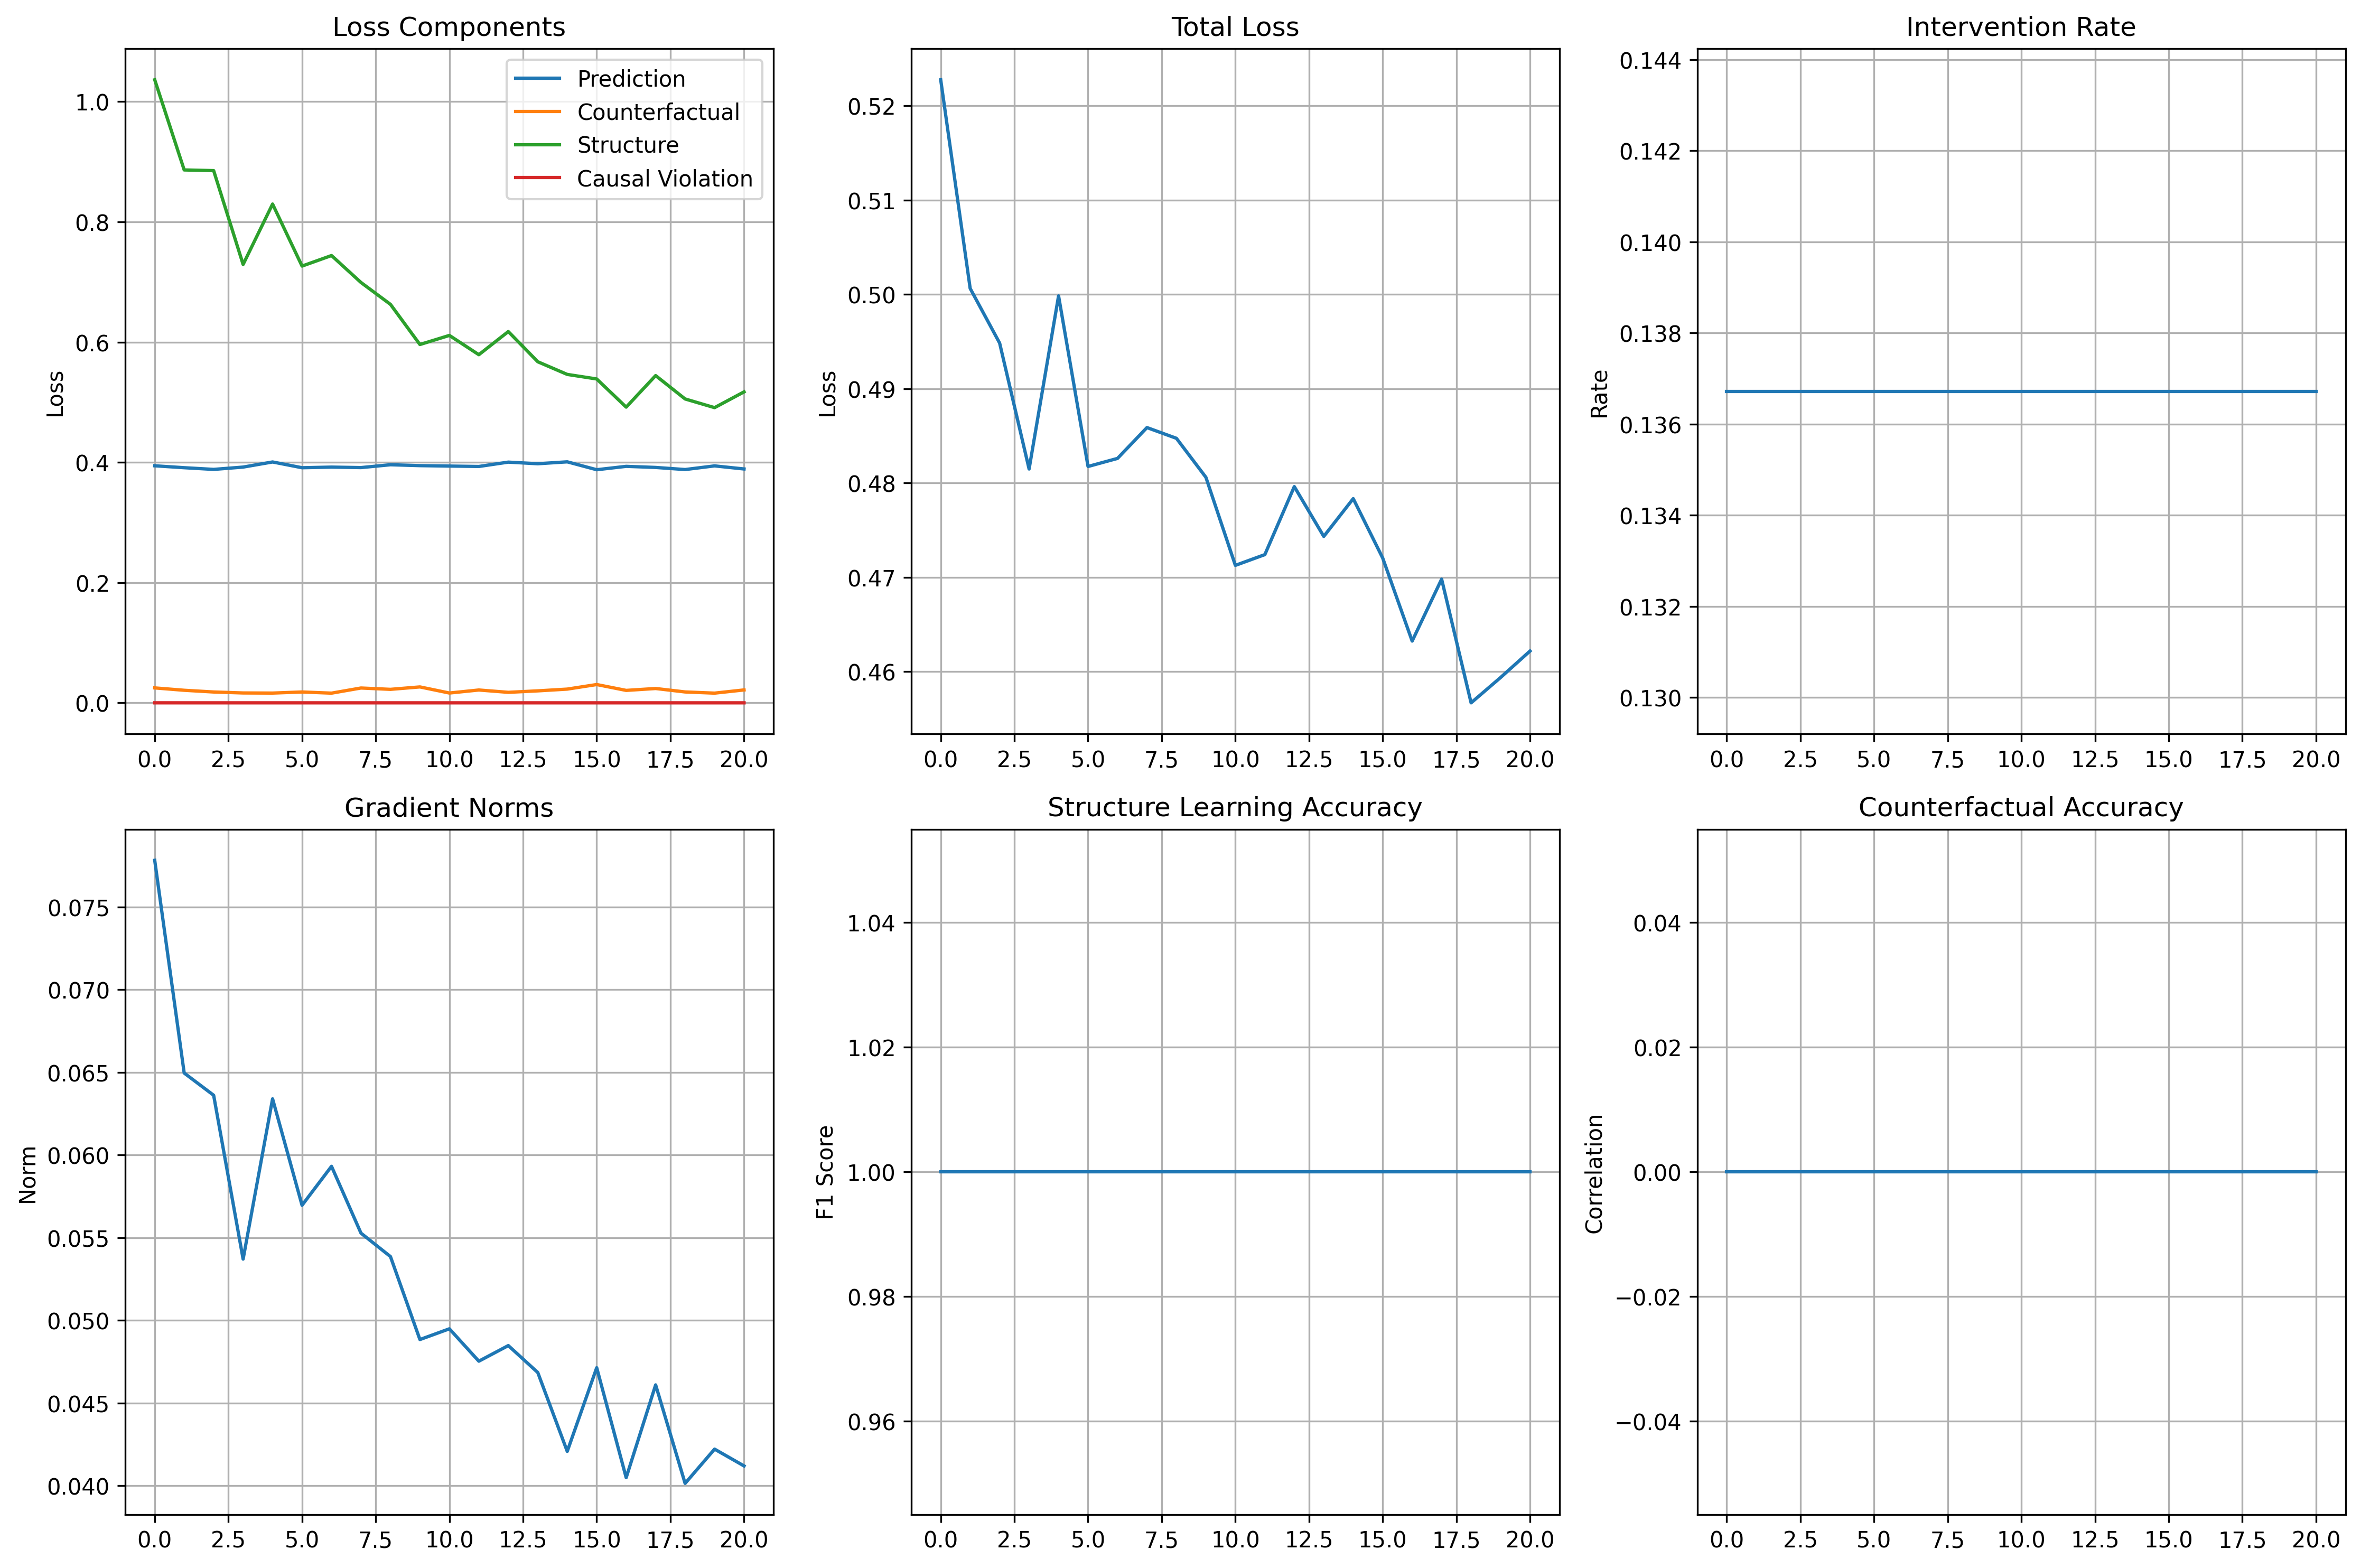 Loss Components
Loss
1.0
0.8
0.6
0.4
0.2
0.0
Prediction
Counterfactual
Structure
Causal Violation
0.0 2.5 5.0 7.5 10.0 12.5 15.0 17.5 20.0
Total Loss
Loss
0.52
0.51
0.50
0.49
0.48
0.47
0.46
0.0 2.5 5.0 7.5 10.0 12.5 15.0 17.5 20.0
Intervention Rate
Rate
0.144
0.142
0.140
0.138
0.136
0.134
0.132
0.130
0.0 2.5 5.0 7.5 10.0 12.5 15.0 17.5 20.0
Gradient Norms
Norm
0.075
0.070
0.065
0.060
0.055
0.050
0.045
0.040
0.0 2.5 5.0 7.5 10.0 12.5 15.0 17.5 20.0
Structure Learning Accuracy
F1 Score
1.04
1.02
1.00
0.98
0.96
0.0 2.5 5.0 7.5 10.0 12.5 15.0 17.5 20.0
Counterfactual Accuracy
Correlation
0.04
0.02
0.00
−0.02
−0.04
0.0 2.5 5.0 7.5 10.0 12.5 15.0 17.5 20.0